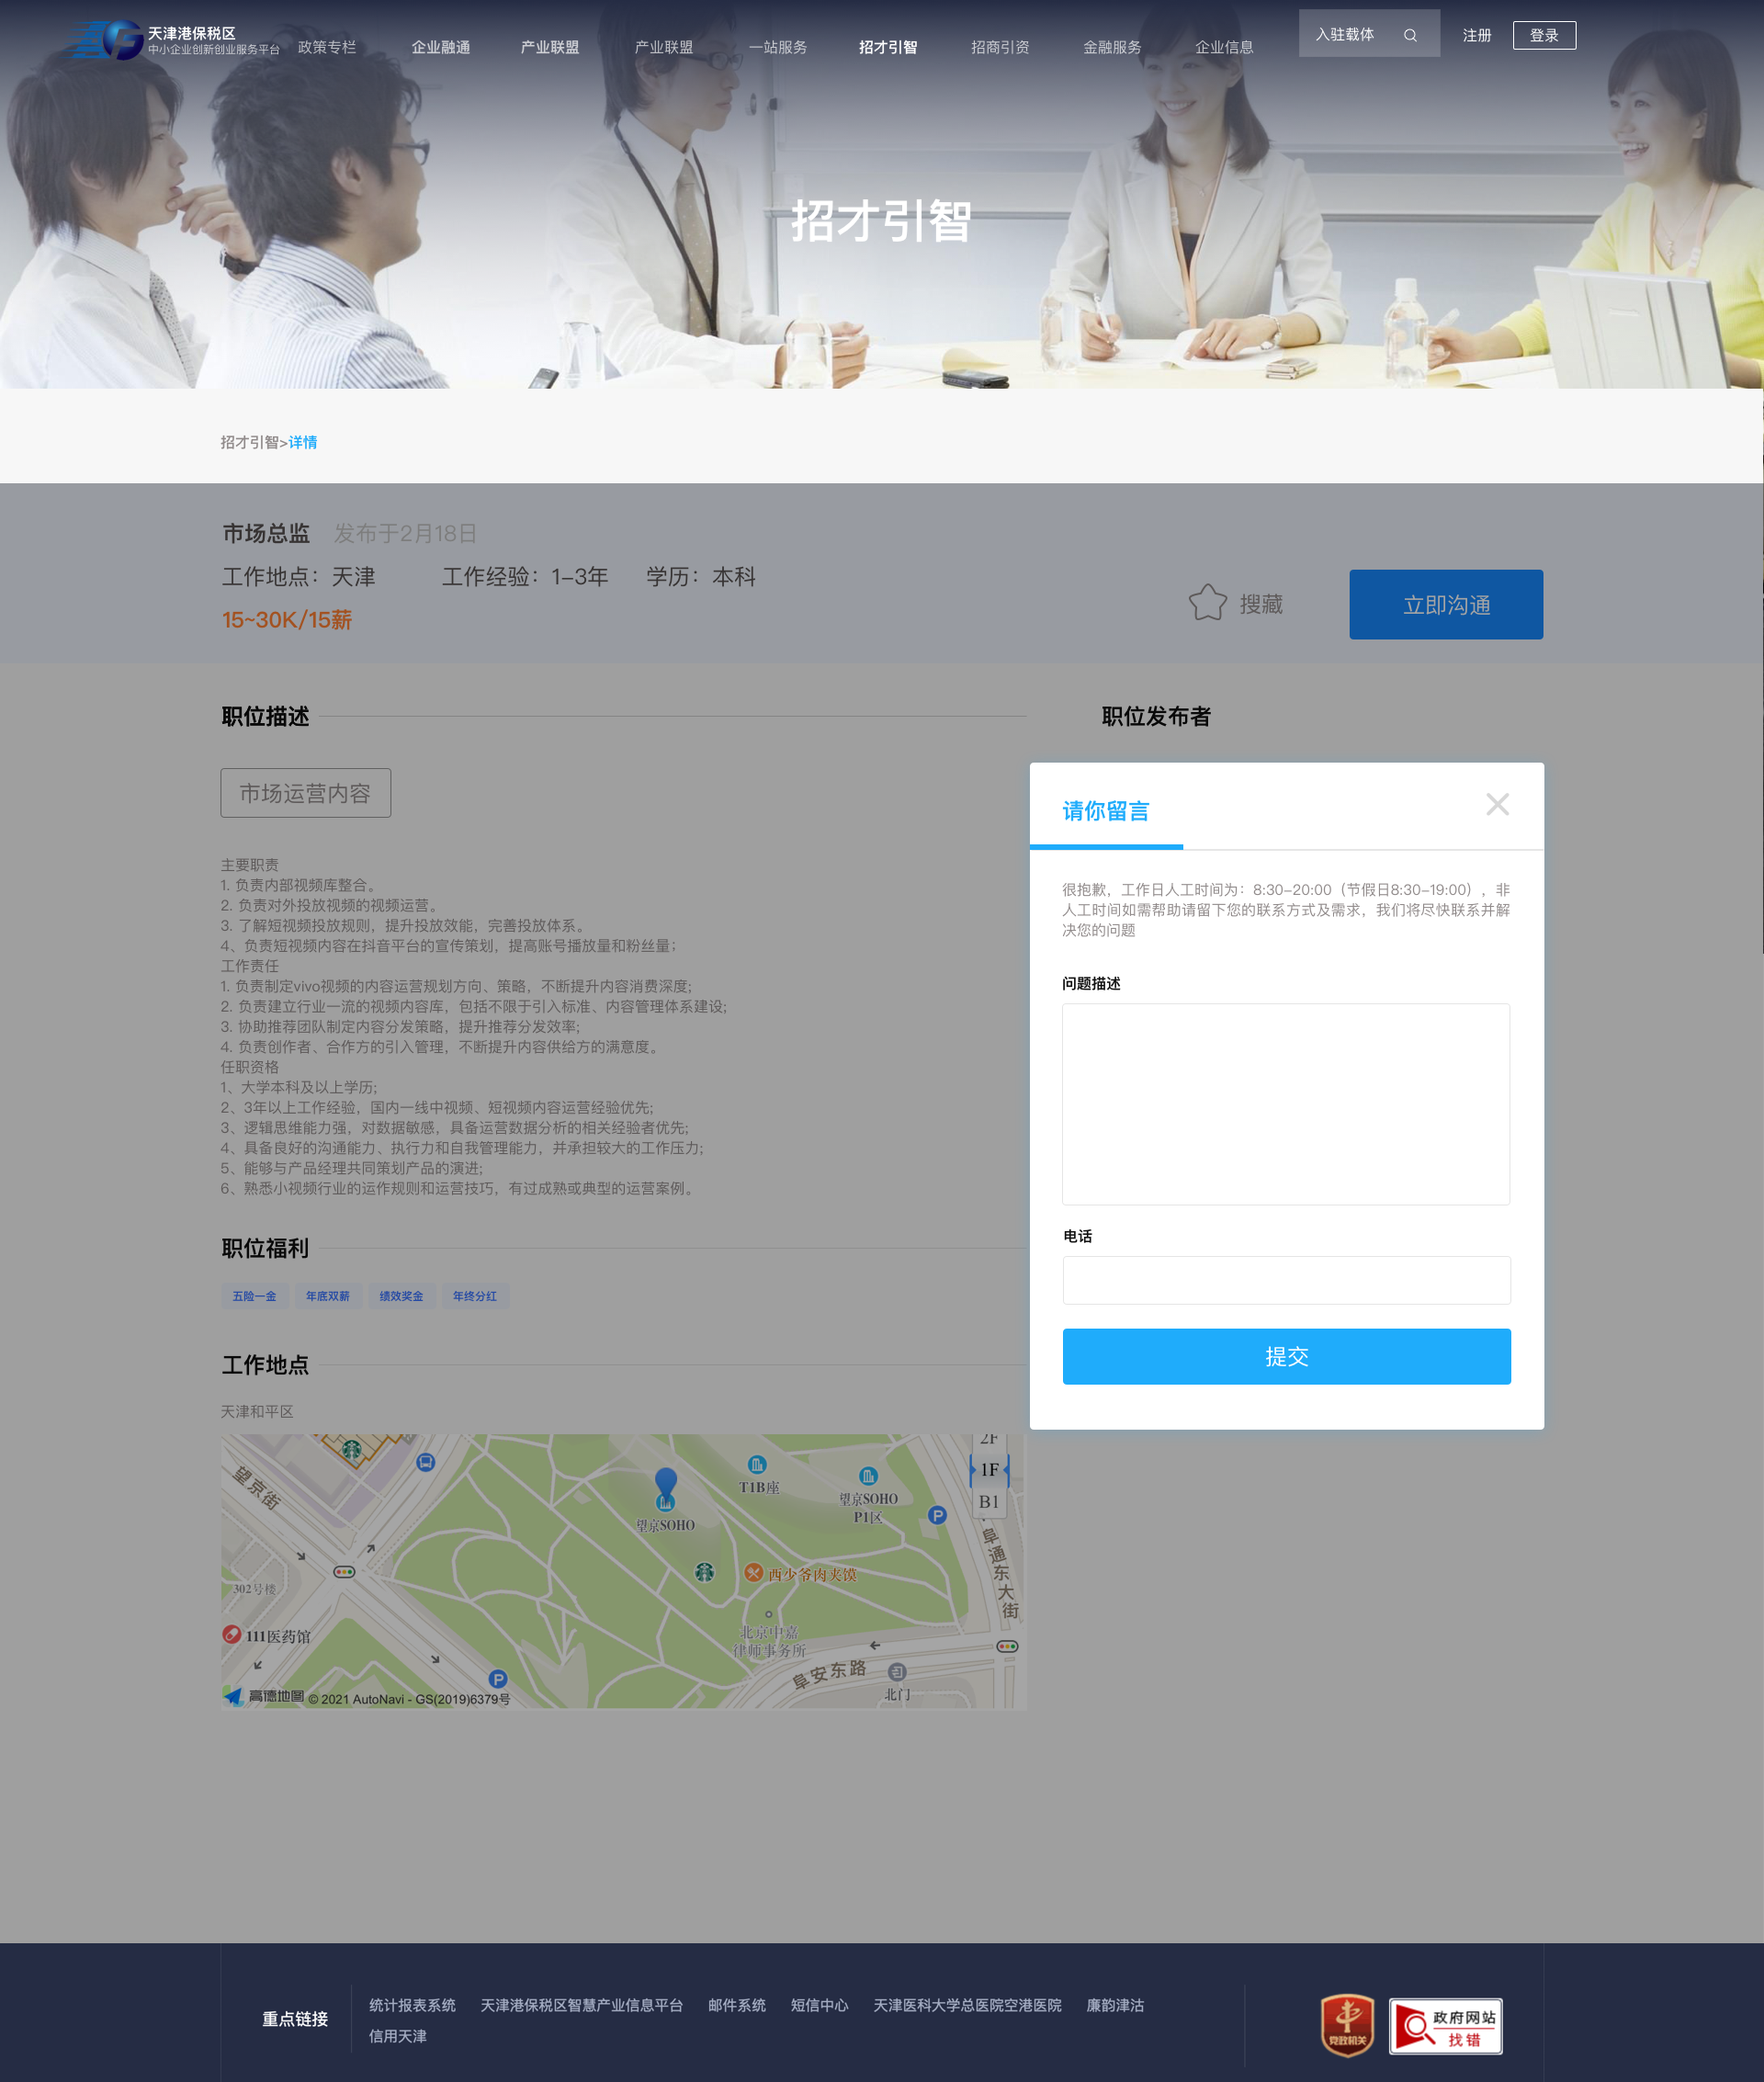 天津港保税区
中小企业创新创业服务平台
政策专栏 企业融通 产业联盟 产业联盟 一站服务 招才引智 招商引资 金融服务 企业信息 入驻载体 注册 登录
招才引智
招才引智>详情
市场总监 发布于2月18日
工作地点：天津 工作经验：1-3年 学历：本科
15~30K/15薪
搜藏
立即沟通
职位描述
市场运营内容
主要职责
1. 负责内部视频库整合。
2. 负责对外投放视频的视频运营。
3. 了解短视频投放规则，提升投放效能，完善投放体系。
4、负责短视频内容在抖音平台的宣传策划，提高账号播放量和粉丝量；
工作责任
1. 负责制定vivo视频的内容运营规划方向、策略，不断提升内容消费深度;
2. 负责建立行业一流的视频内容库，包括不限于引入标准、内容管理体系建设;
3. 协助推荐团队制定内容分发策略，提升推荐分发效率;
4. 负责创作者、合作方的引入管理，不断提升内容供给方的满意度。
任职资格
1、大学本科及以上学历;
2、3年以上工作经验，国内一线中视频、短视频内容运营经验优先;
3、逻辑思维能力强，对数据敏感，具备运营数据分析的相关经验者优先;
4、具备良好的沟通能力、执行力和自我管理能力，并承担较大的工作压力;
5、能够与产品经理共同策划产品的演进;
6、熟悉小视频行业的运作规则和运营技巧，有过成熟或典型的运营案例。
职位福利
五险一金 年底双薪 绩效奖金 年终分红
工作地点
天津和平区
望京街
302号楼
111医药馆
望京SOHO
T1B座
望京SOHO
P1区
西少爷肉夹馍
北京中嘉
律师事务所
阜安东路
阜通东大街
北门
2F
1F
B1
高德地图 © 2021 AutoNavi - GS(2019)6379号
职位发布者
请你留言
很抱歉，工作日人工时间为：8:30-20:00（节假日8:30-19:00），非
人工时间如需帮助请留下您的联系方式及需求，我们将尽快联系并解
决您的问题
问题描述
电话
提交
重点链接
统计报表系统 天津港保税区智慧产业信息平台 邮件系统 短信中心 天津医科大学总医院空港医院 廉韵津沽
信用天津
党政机关
政府网站
找错